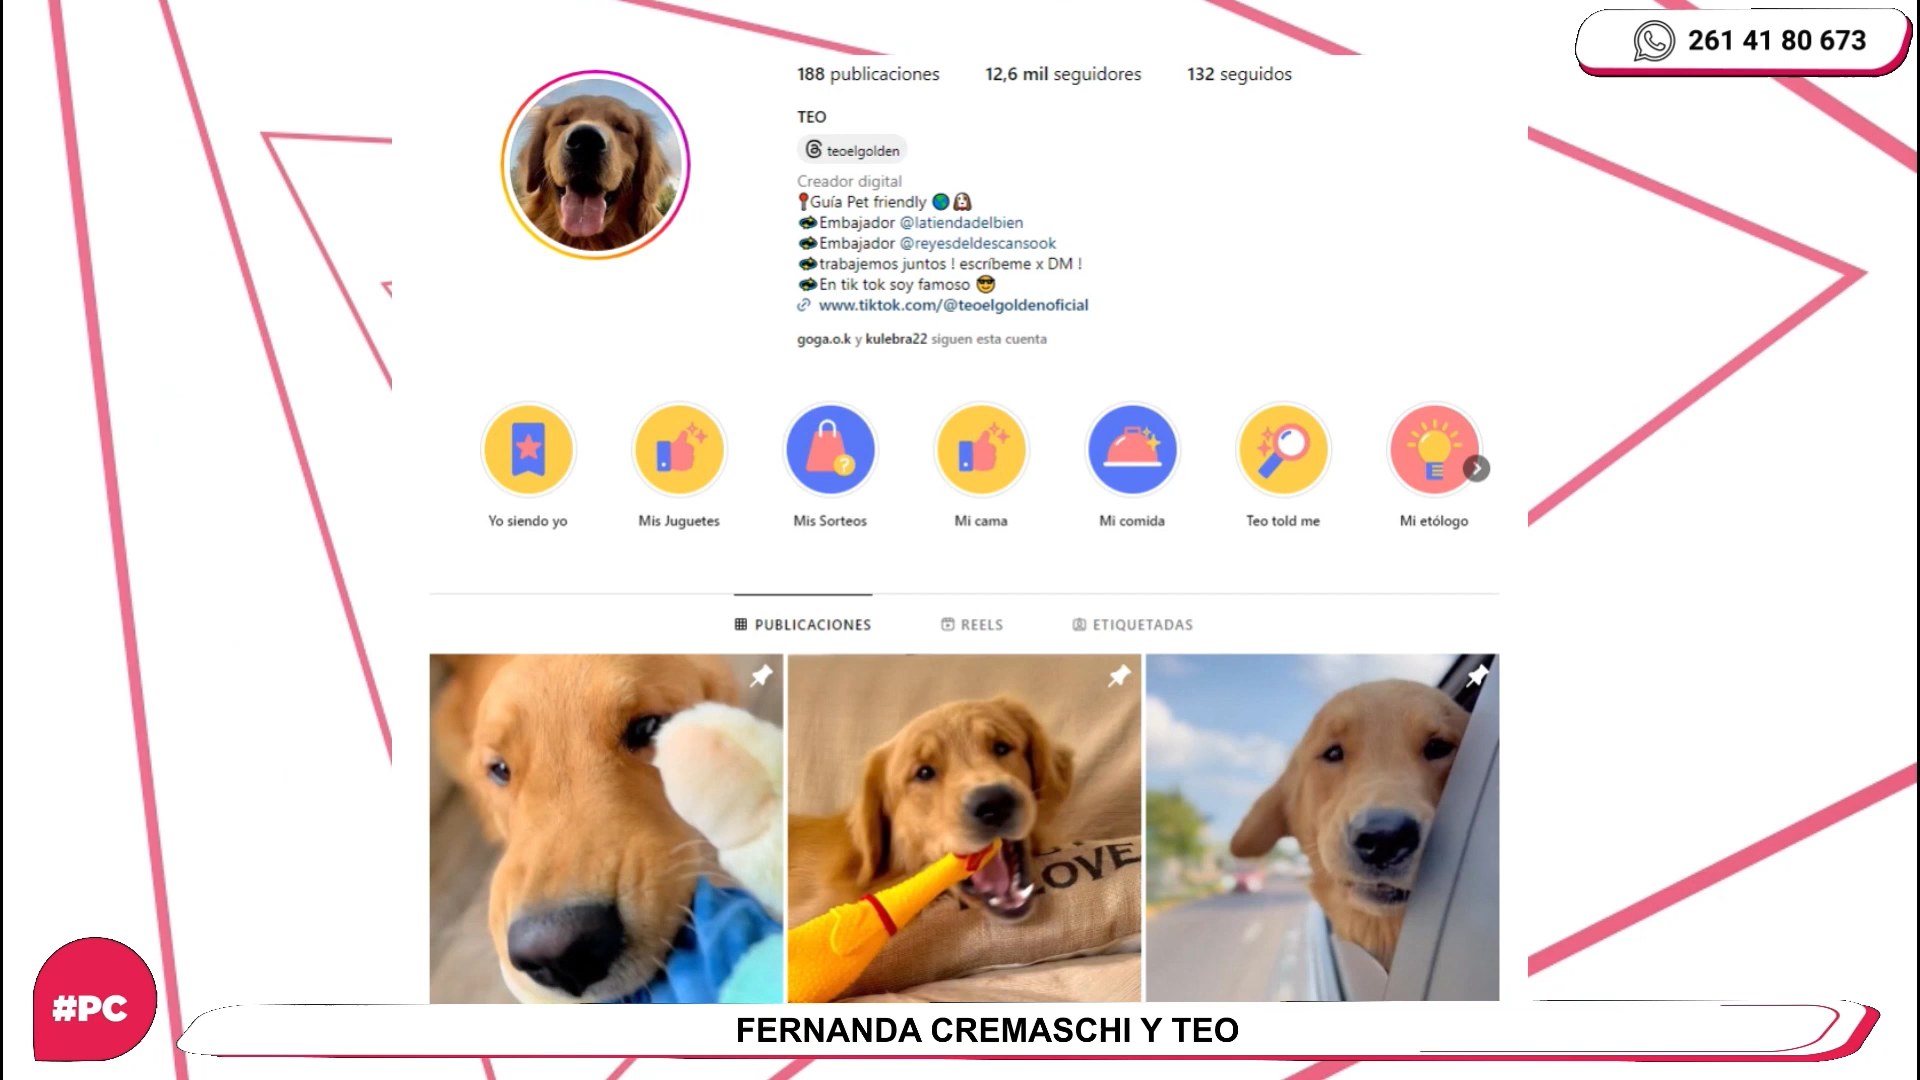 261 41 80 673
188 publicaciones 12,6 mil seguidores 132 seguidos
TEO
teoelgolden
Creador digital
Guía Pet friendly
Embajador @latiendadelbien
Embajador @reyesdeldescansook
trabajemos juntos ! escríbeme x DM !
En tik tok soy famoso
www.tiktok.com/@teoelgoldenoficial
goga.o.k y kulebra22 siguen esta cuenta
Yo siendo yo Mis Juguetes Mis Sorteos Mi cama Mi comida Teo told me Mi etólogo
PUBLICACIONES REELS ETIQUETADAS
LOVE
#PC
FERNANDA CREMASCHI Y TEO